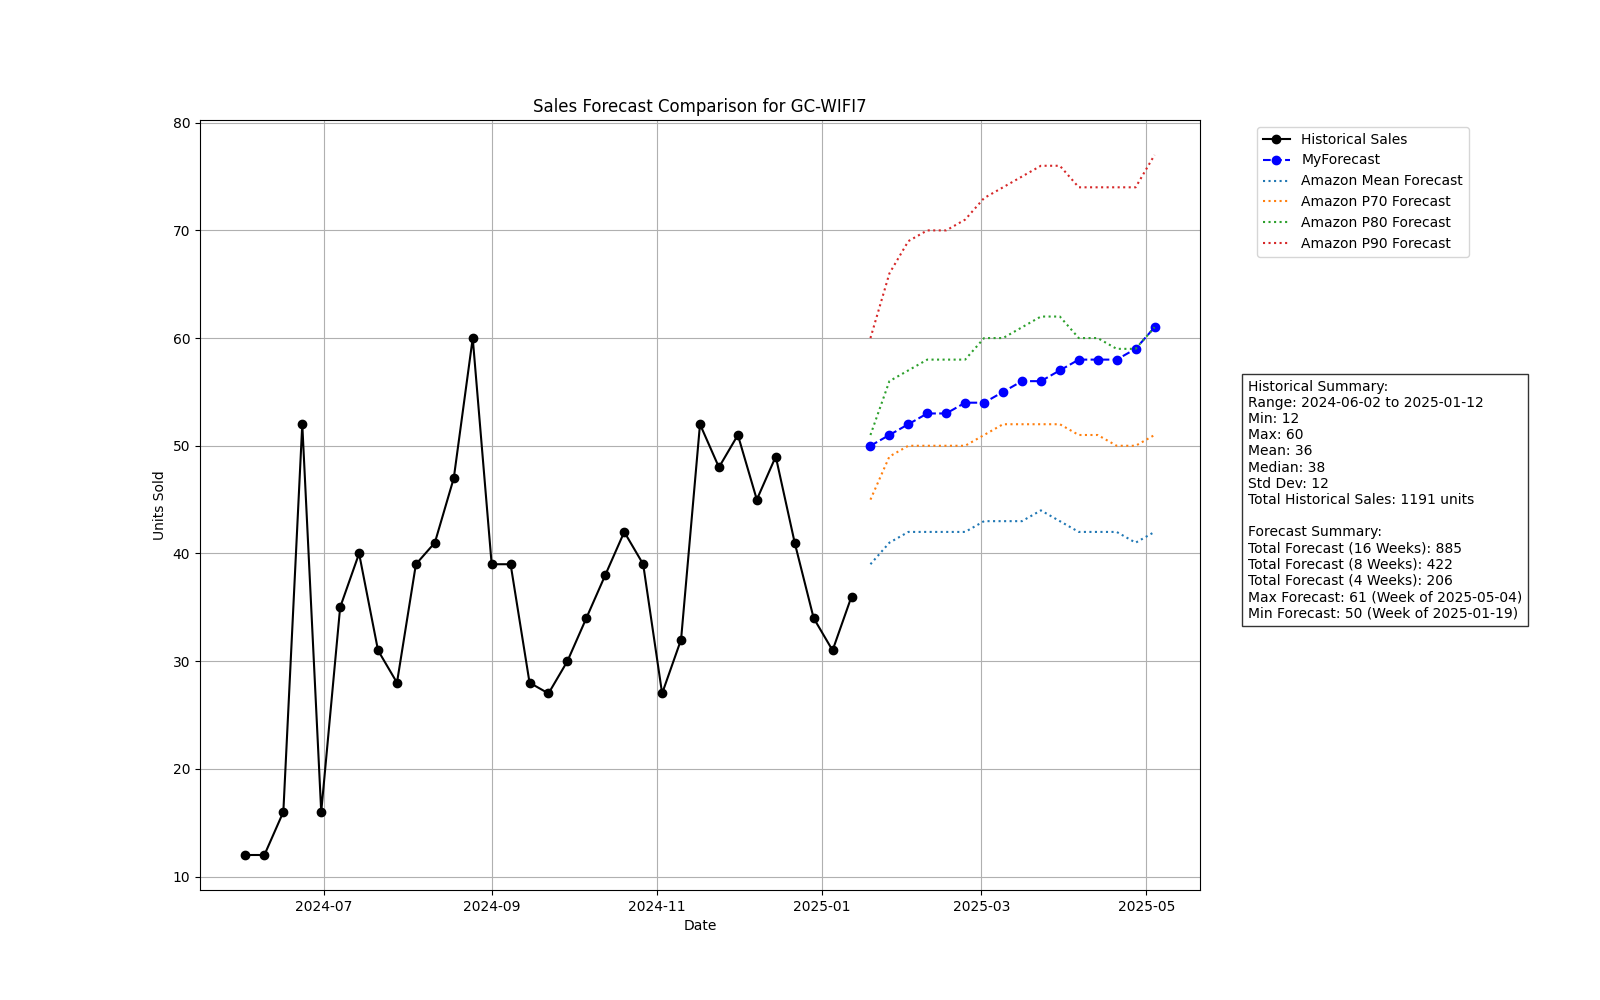 Sales Forecast Comparison for GC-WIFI7
80
70
60
50
40
30
20
10
Units Sold
2024-07
2024-09
2024-11
2025-01
2025-03
2025-05
Date
Historical Sales
MyForecast
Amazon Mean Forecast
Amazon P70 Forecast
Amazon P80 Forecast
Amazon P90 Forecast
Historical Summary:
Range: 2024-06-02 to 2025-01-12
Min: 12
Max: 60
Mean: 36
Median: 38
Std Dev: 12
Total Historical Sales: 1191 units
Forecast Summary:
Total Forecast (16 Weeks): 885
Total Forecast (8 Weeks): 422
Total Forecast (4 Weeks): 206
Max Forecast: 61 (Week of 2025-05-04)
Min Forecast: 50 (Week of 2025-01-19)